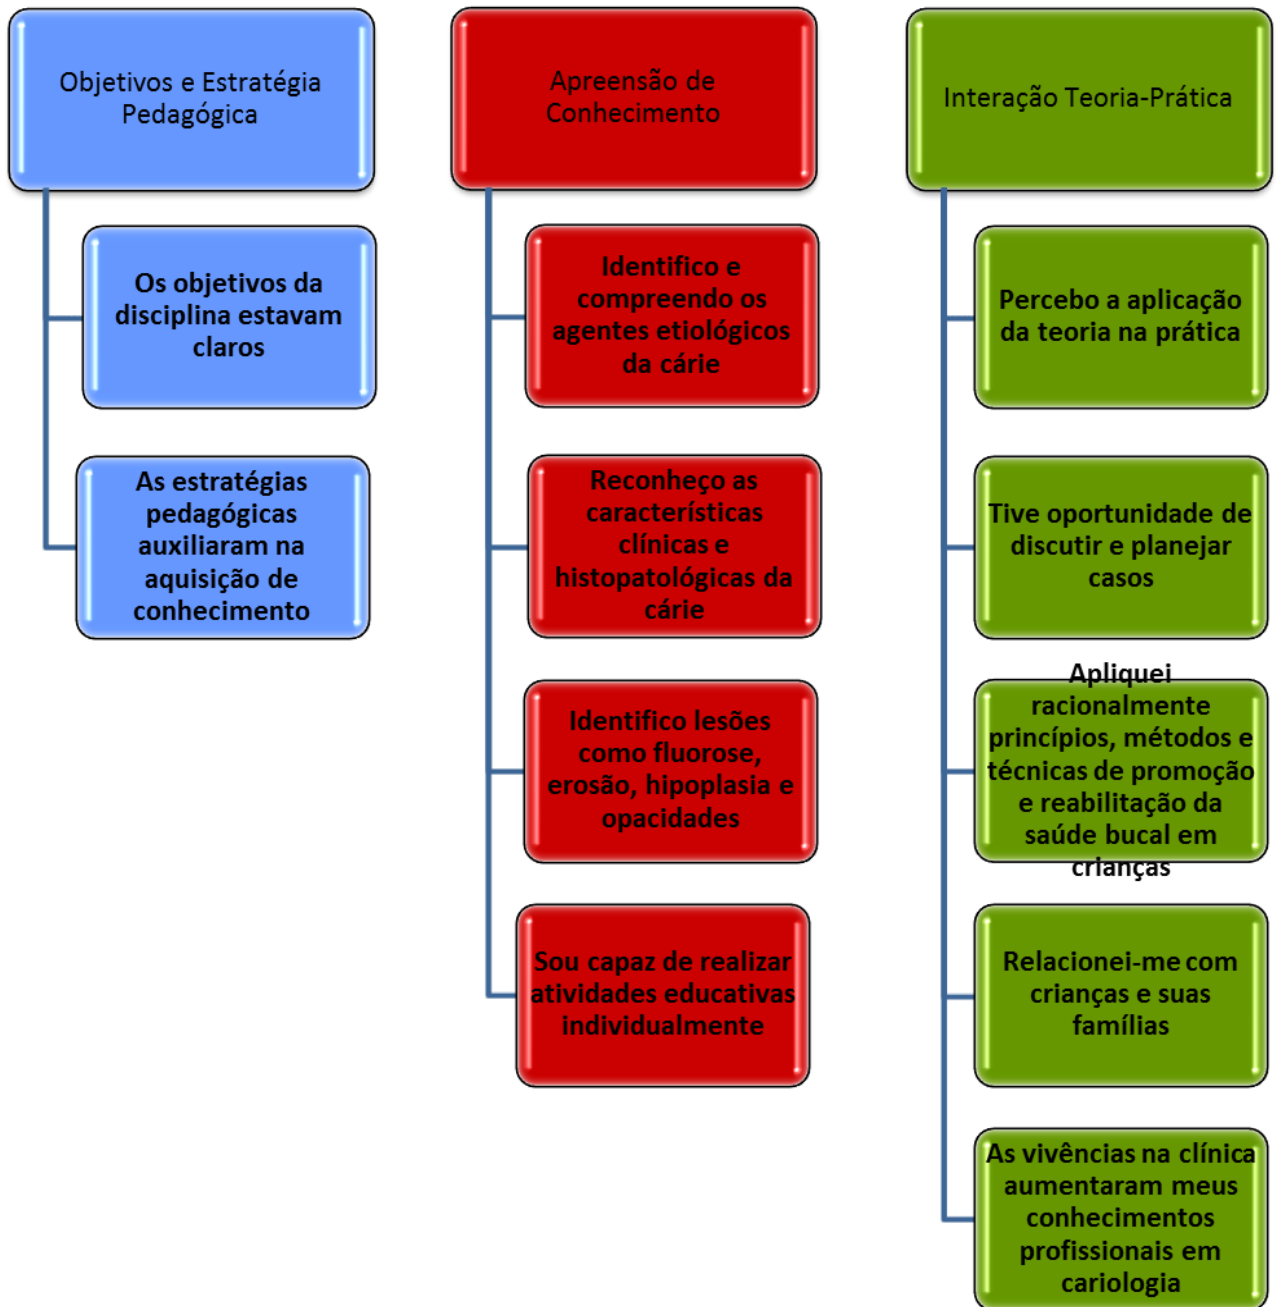 Objetivos e Estratégia
Pedagógica
Os objetivos da
disciplina estavam
claros
As estratégias
pedagógicas
auxiliaram na
aquisição de
conhecimento
Apreensão de
Conhecimento
Identifico e
compreendo os
agentes etiológicos
da cárie
Reconheço as
características
clínicas e
histopatológicas da
cárie
Identifico lesões
como fluorose,
erosão, hipoplasia e
opacidades
Sou capaz de realizar
atividades educativas
individualmente
Interação Teoria-Prática
Percebo a aplicação
da teoria na prática
Tive oportunidade de
discutir e planejar
casos
Apliquei
racionalmente
princípios, métodos e
técnicas de promoção
e reabilitação da
saúde bucal em
crianças
Relacionei-me com
crianças e suas
famílias
As vivências na clínica
aumentaram meus
conhecimentos
profissionais em
cariologia